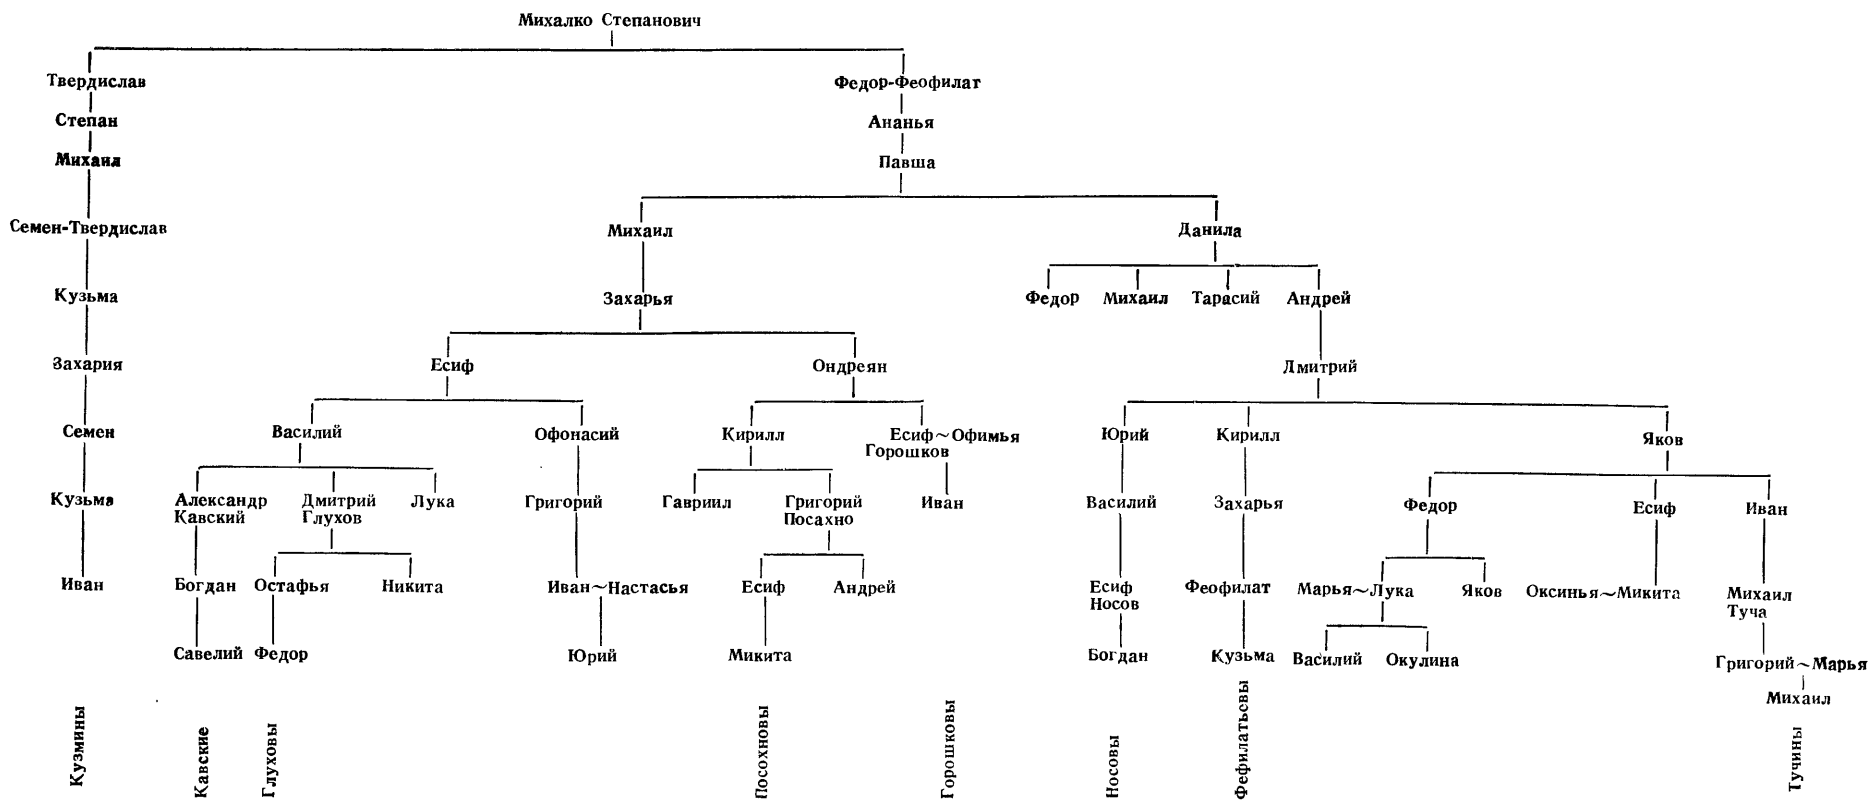 Михалко Степанович
Твердислав
Федор-Феофилат
Степан
Ананья
Михаил
Павша
Семен-Твердислав
Михаил
Данила
Кузьма
Захарья
Федор
Михаил
Тарасий
Андрей
Захария
Есиф
Ондреян
Дмитрий
Семен
Василий
Офонасий
Кирилл
Есиф~Офимья
Горошков
Юрий
Кирилл
Яков
Кузьма
Александр
Кавский
Дмитрий
Глухов
Лука
Григорий
Гавриил
Григорий
Посахно
Иван
Василий
Захарья
Федор
Есиф
Иван
Иван
Богдан
Остафья
Никита
Иван~Настасья
Есиф
Андрей
Есиф
Носов
Феофилат
Марья~Лука
Яков
Оксинья~Микита
Михаил
Туча
Савелий
Федор
Юрий
Микита
Богдан
Кузьма
Василий
Окулина
Григорий~Марья
Михаил
Кузмины
Кавские
Глуховы
Посохновы
Горошковы
Носовы
Фефилатьевы
Тучины